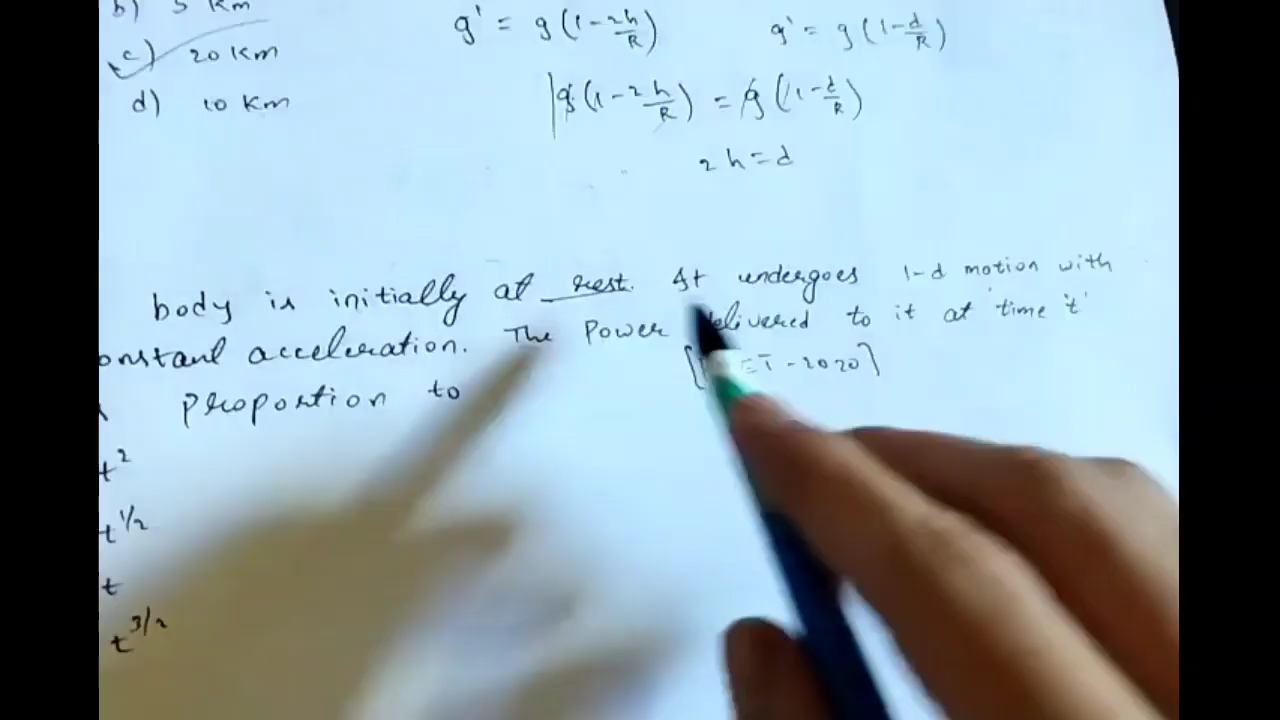 b) 5 Km
c) 20 Km
d) 10 Km
g' = g(1-2h/R)
g' = g(1-d/R)
g(1-2h/R) = g(1-d/R)
2h=d
body is initially at rest. It undergoes 1-d motion with
onstant acceleration. The Power delivered to it at time 't'
proportion to
T - 2020]
t²
t^1/2
t
t^3/2